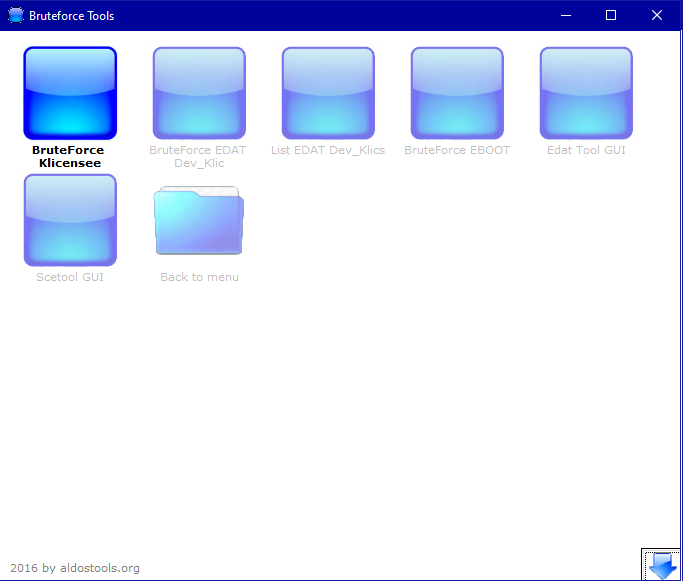 Bruteforce Tools
BruteForce
Klicensee
BruteForce EDAT
Dev_Klic
List EDAT Dev_Klics
BruteForce EBOOT
Edat Tool GUI
Scetool GUI
Back to menu
2016 by aldostools.org